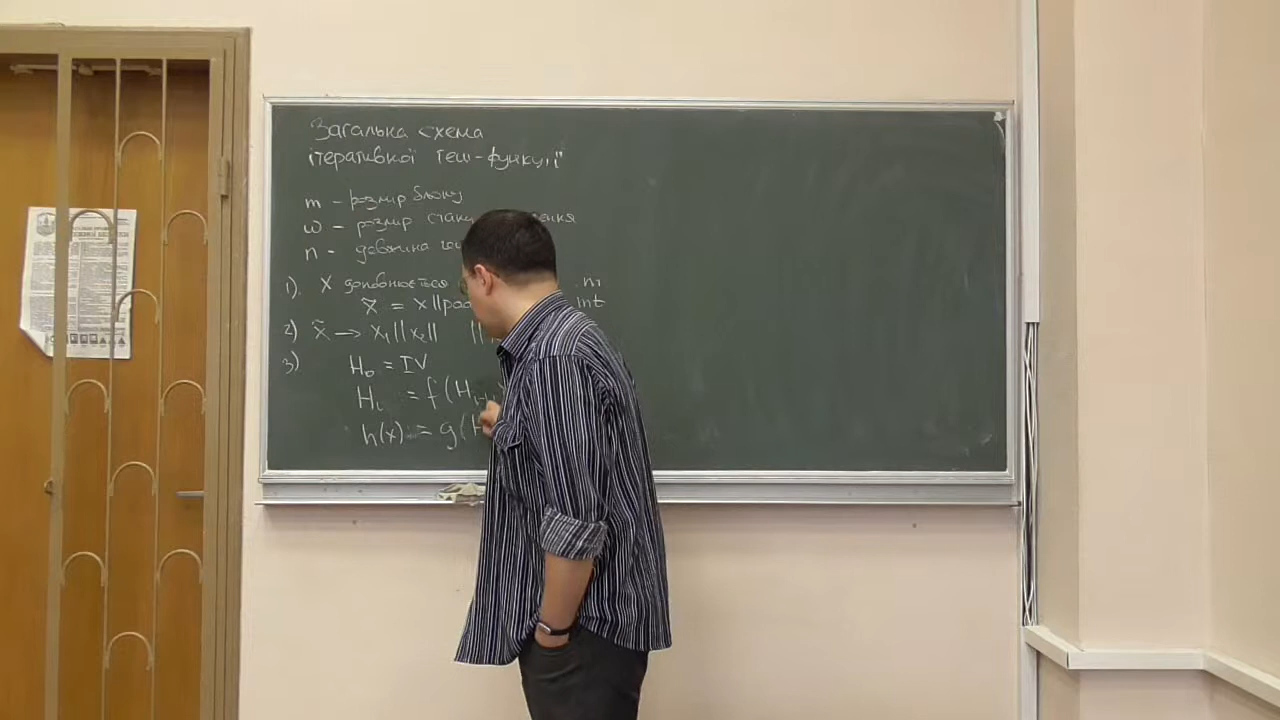 Загальна схема
ітеративної геш-функції
m - розмір блоку
ω - розмір стану
n - довжина
1). X доповнюється m
x̃ = x || pad mt
2) x̃ → x₁||x₂|| ||
3) H₀ = IV
Hᵢ = f(Hᵢ₋₁
h(x) = g(H